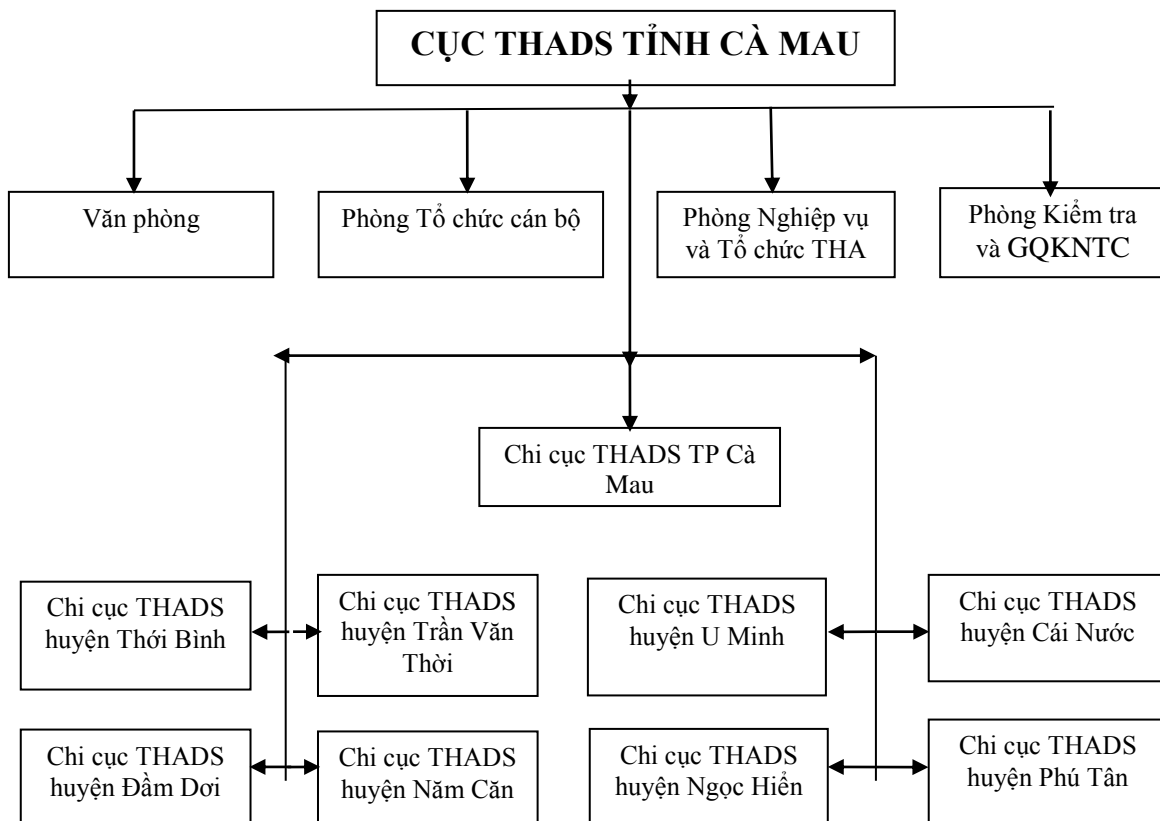 CỤC THADS TỈNH CÀ MAU
Văn phòng
Phòng Tổ chức cán bộ
Phòng Nghiệp vụ
và Tổ chức THA
Phòng Kiểm tra
và GQKNTC
Chi cục THADS TP Cà
Mau
Chi cục THADS
huyện Thới Bình
Chi cục THADS
huyện Trần Văn
Thời
Chi cục THADS
huyện U Minh
Chi cục THADS
huyện Cái Nước
Chi cục THADS
huyện Đầm Dơi
Chi cục THADS
huyện Năm Căn
Chi cục THADS
huyện Ngọc Hiển
Chi cục THADS
huyện Phú Tân